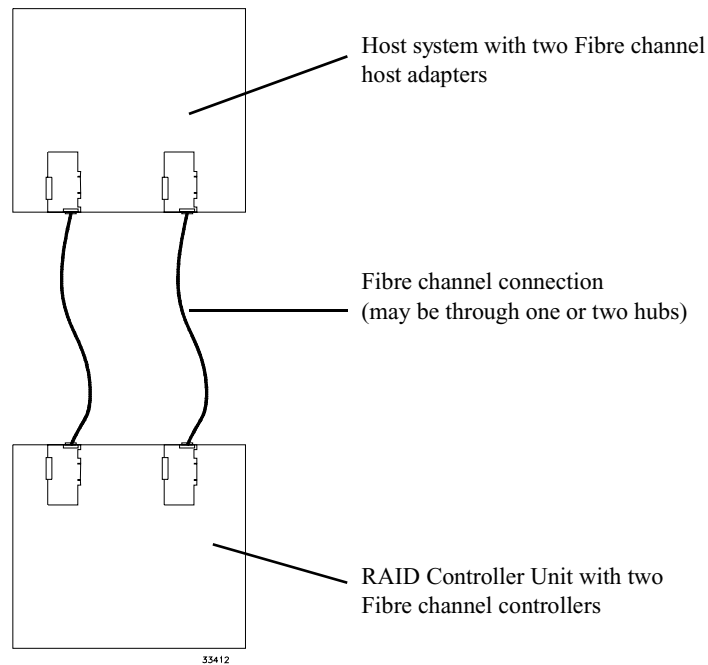 Host system with two Fibre channel
host adapters
Fibre channel connection
(may be through one or two hubs)
RAID Controller Unit with two
Fibre channel controllers
33412